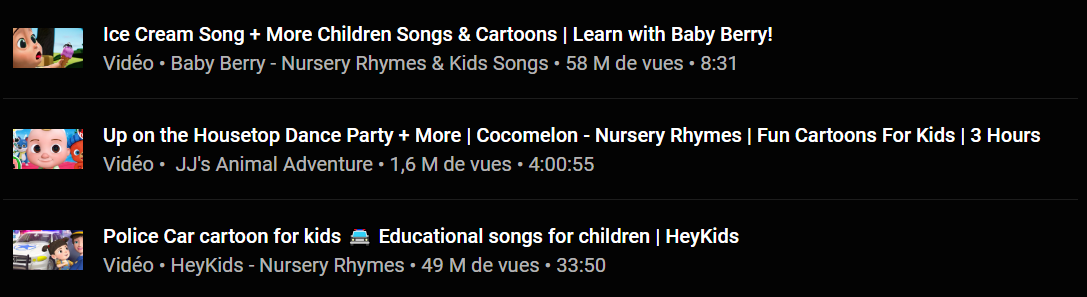 Ice Cream Song + More Children Songs & Cartoons | Learn with Baby Berry!
Vidéo • Baby Berry - Nursery Rhymes & Kids Songs • 58 M de vues • 8:31
Up on the Housetop Dance Party + More | Cocomelon - Nursery Rhymes | Fun Cartoons For Kids | 3 Hours
Vidéo • JJ's Animal Adventure • 1,6 M de vues • 4:00:55
Police Car cartoon for kids 🚔 Educational songs for children | HeyKids
Vidéo • HeyKids - Nursery Rhymes • 49 M de vues • 33:50